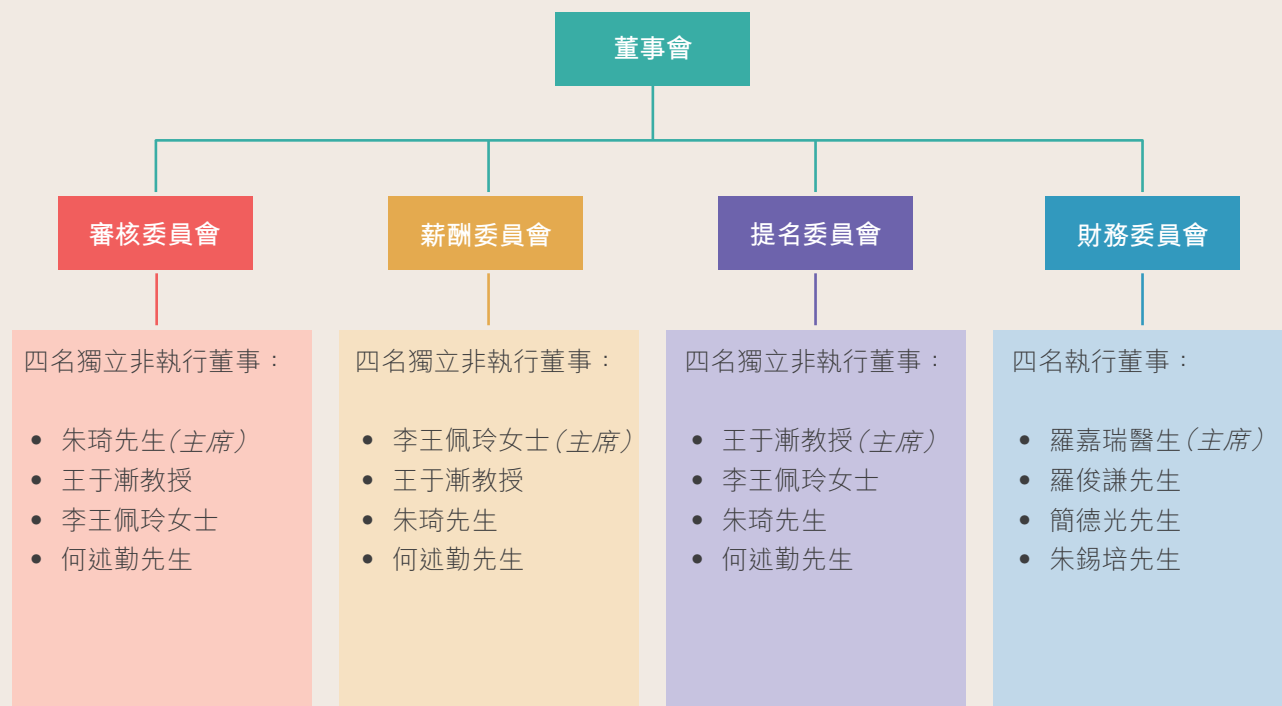 董事會
審核委員會
薪酬委員會
提名委員會
財務委員會
四名獨立非執行董事：
• 朱琦先生(主席)
• 王于漸教授
• 李王佩玲女士
• 何述勤先生
四名獨立非執行董事：
• 李王佩玲女士(主席)
• 王于漸教授
• 朱琦先生
• 何述勤先生
四名獨立非執行董事：
• 王于漸教授(主席)
• 李王佩玲女士
• 朱琦先生
• 何述勤先生
四名執行董事：
• 羅嘉瑞醫生(主席)
• 羅俊謙先生
• 簡德光先生
• 朱錫培先生